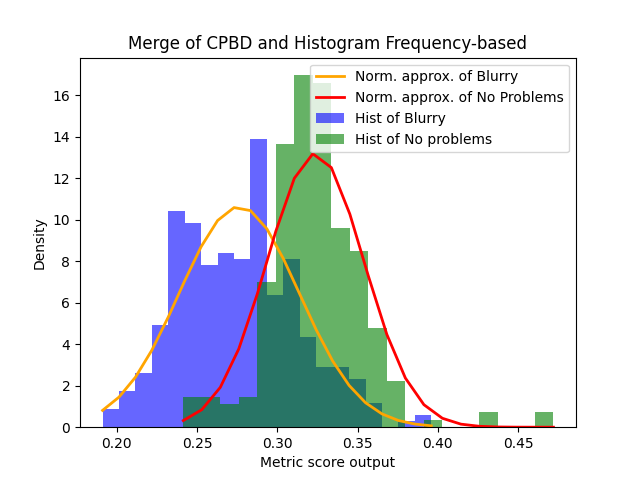 Merge of CPBD and Histogram Frequency-based
Norm. approx. of Blurry
Norm. approx. of No Problems
Hist of Blurry
Hist of No problems
Density
16
14
12
10
8
6
4
2
0
0.20 0.25 0.30 0.35 0.40 0.45
Metric score output